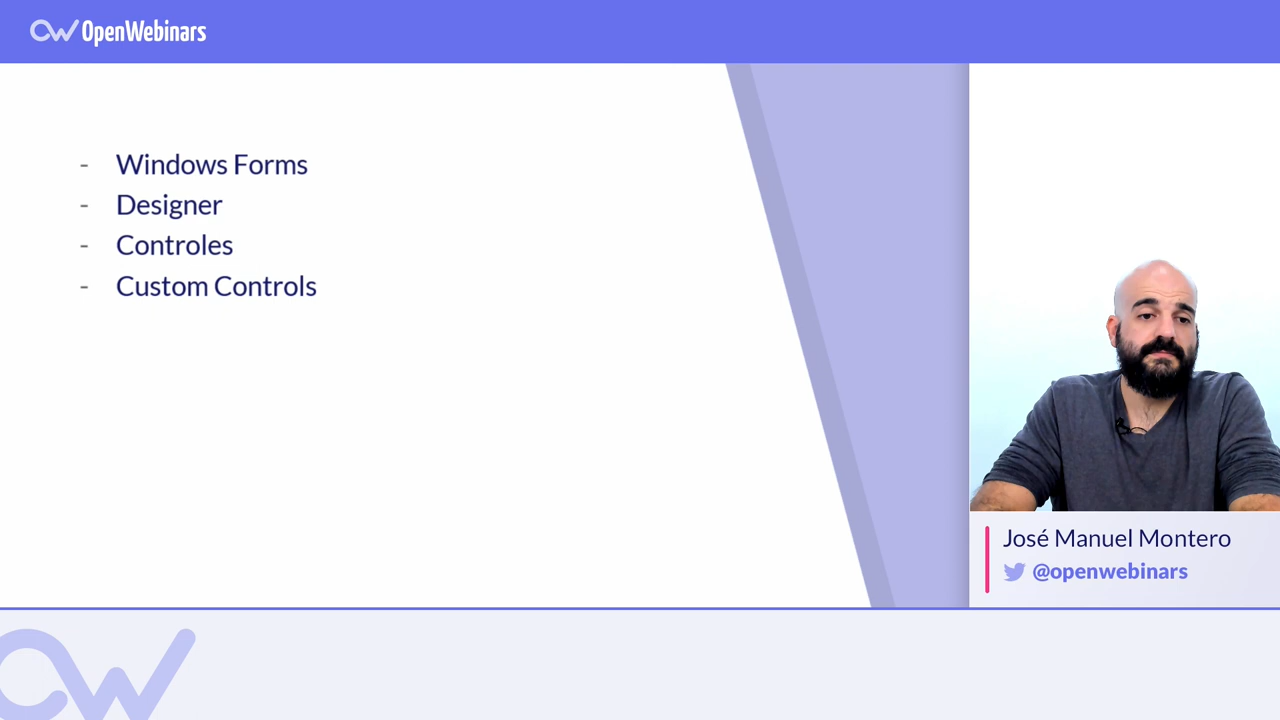 OpenWebinars
- Windows Forms
- Designer
- Controles
- Custom Controls
José Manuel Montero
@openwebinars